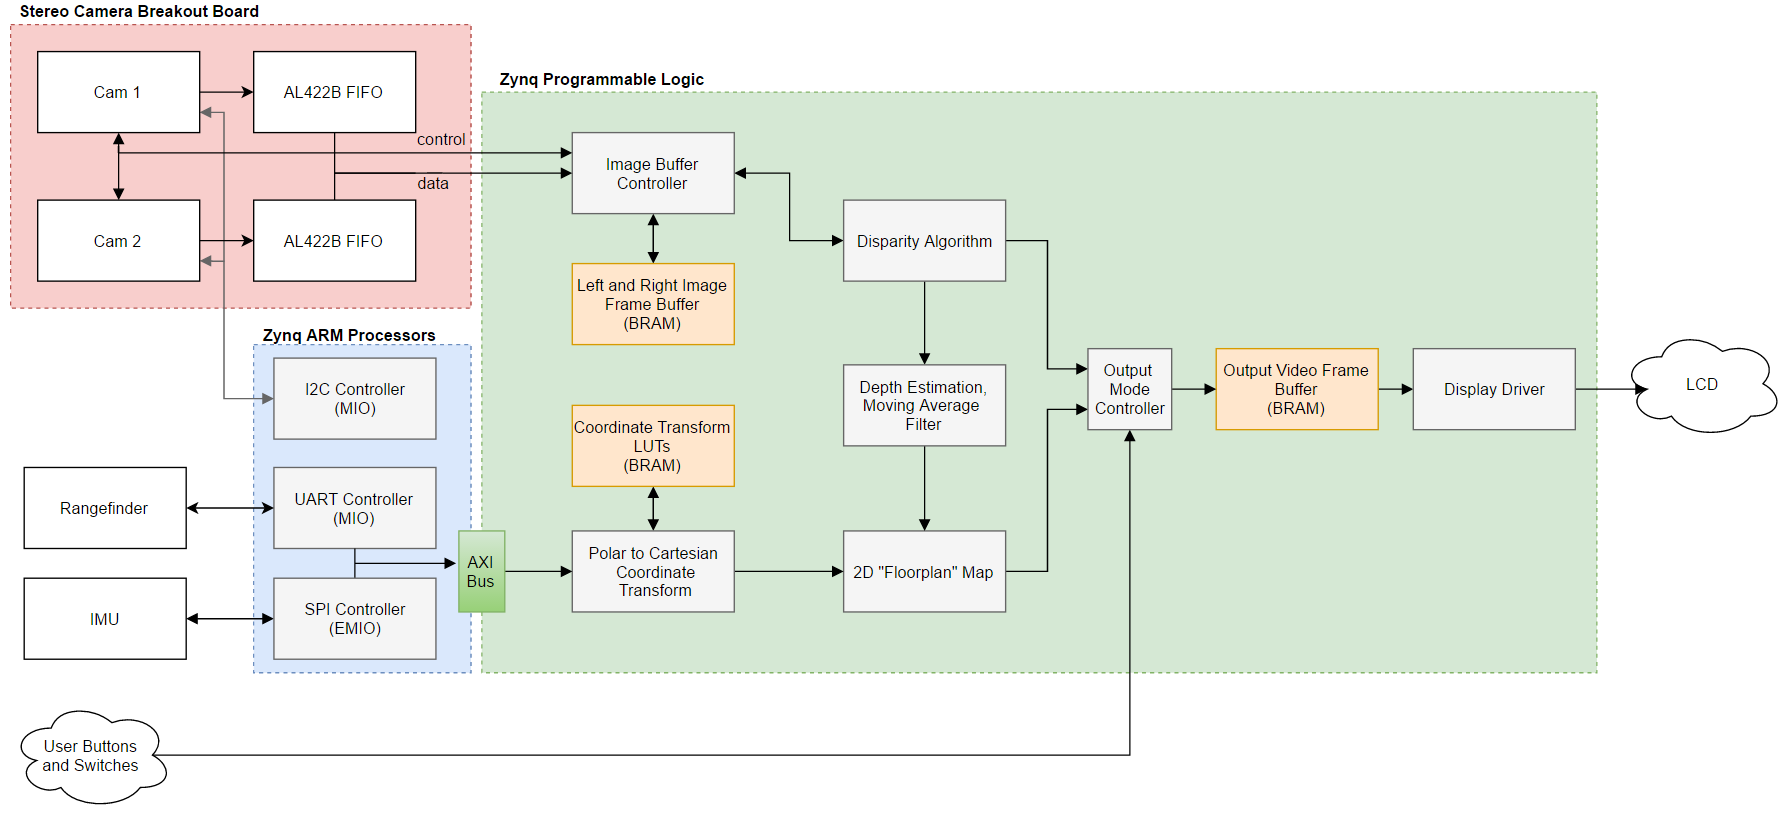 Stereo Camera Breakout Board
Cam 1
AL422B FIFO
Zynq Programmable Logic
control
data
Cam 2
AL422B FIFO
Image Buffer
Controller
Disparity Algorithm
Left and Right Image
Frame Buffer
(BRAM)
Zynq ARM Processors
I2C Controller
(MIO)
Depth Estimation,
Moving Average
Filter
Output
Mode
Controller
Output Video Frame
Buffer
(BRAM)
Display Driver
LCD
Coordinate Transform
LUTs
(BRAM)
Rangefinder
UART Controller
(MIO)
AXI
Bus
Polar to Cartesian
Coordinate
Transform
2D "Floorplan" Map
IMU
SPI Controller
(EMIO)
User Buttons
and Switches